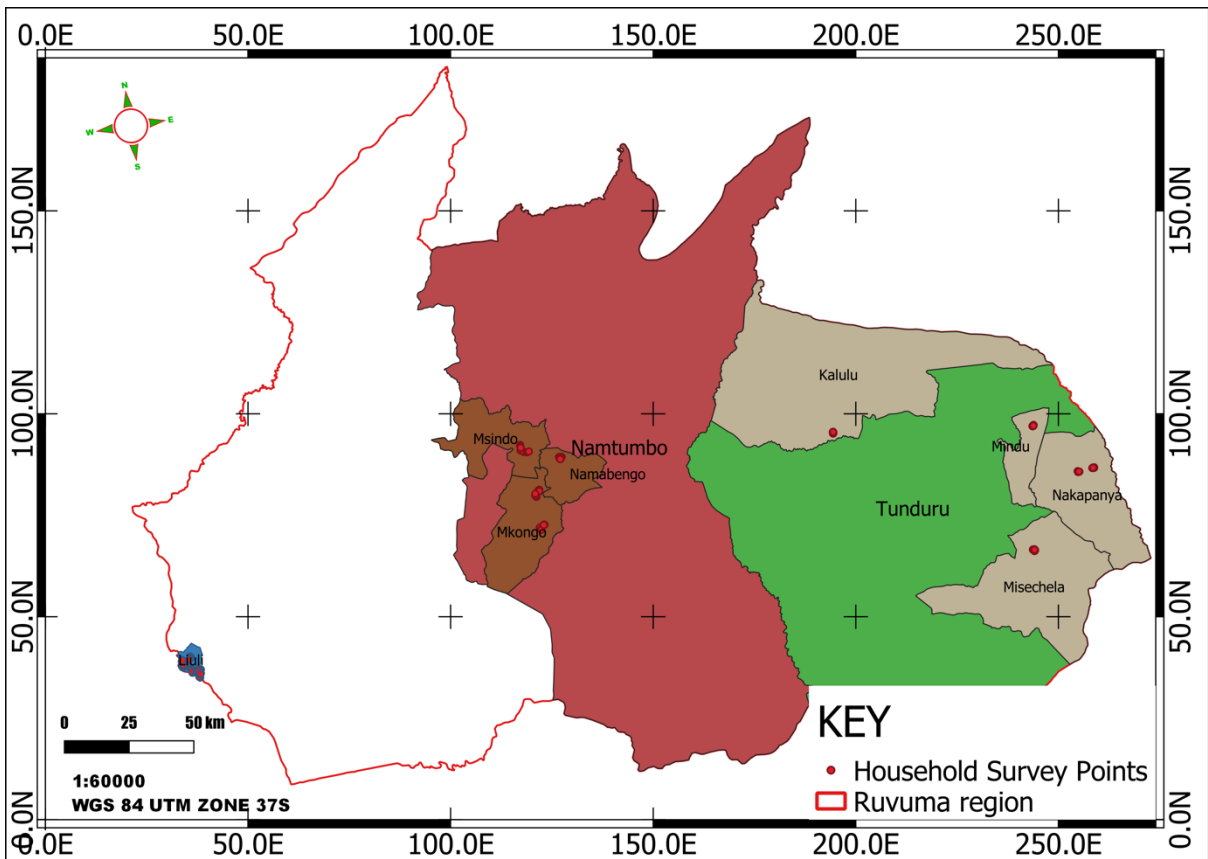 0.0E 50.0E 100.0E 150.0E 200.0E 250.0E
N
W E
S
150.0N 150.0N
Kalulu
100.0N 100.0N
Msindo Namtumbo Mindu
Namabengo Nakapanya
Tunduru
Mkongo
Misechela
50.0N 50.0N
Liuli
0 25 50 km
KEY
Household Survey Points
1:60000
WGS 84 UTM ZONE 37S
Ruvuma region
0.0N 0.0N
50.0E 100.0E 150.0E 200.0E 250.0E